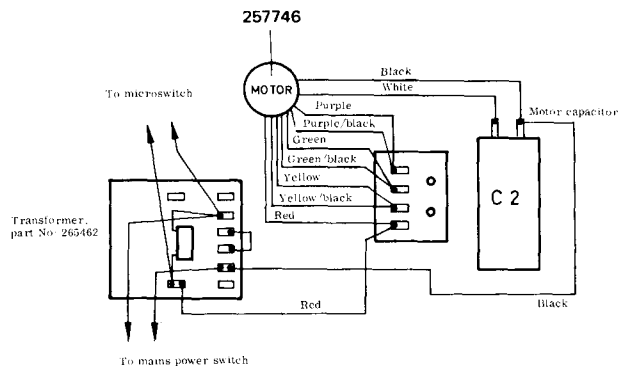 257746
MOTOR
Black
White
To microswitch
Purple
Motor capacitor
Purple/black
Green
Green/black
Yellow
C 2
Yellow/black
Transformer,
part No 265462
Red
Red
Black
To mains power switch